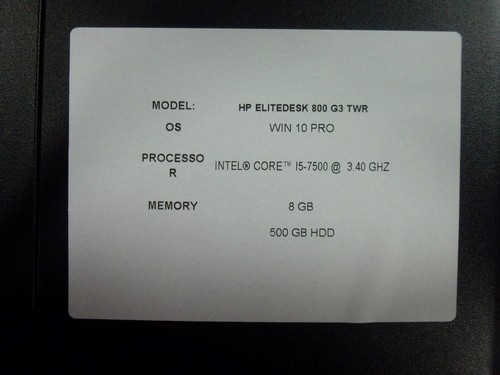 MODEL: HP ELITEDESK 800 G3 TWR
OS WIN 10 PRO
PROCESSO
R INTEL® CORE™ I5-7500 @ 3.40 GHZ
MEMORY 8 GB
500 GB HDD